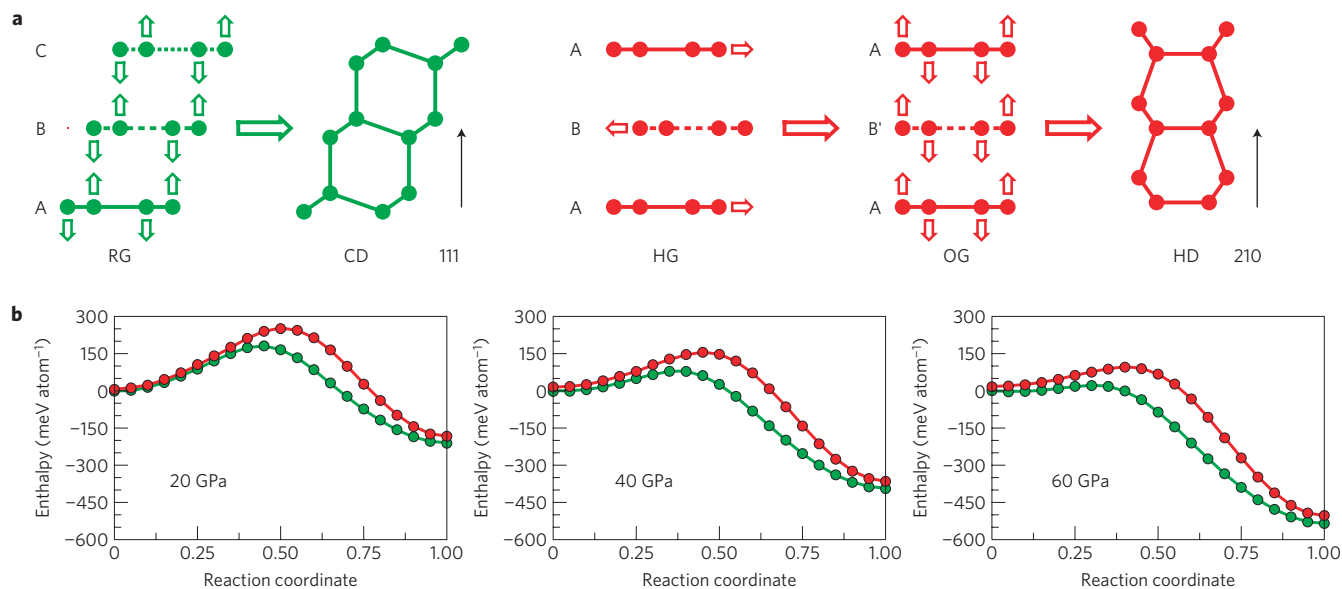 a
C
B
A
RG
CD
111
A
B
A
HG
A
B'
A
OG
HD
210
b
Enthalpy (meV atom⁻¹)
300
150
0
−150
−300
−450
−600
20 GPa
0
0.25
0.50
0.75
1.00
Reaction coordinate
Enthalpy (meV atom⁻¹)
300
150
0
−150
−300
−450
−600
40 GPa
0
0.25
0.50
0.75
1.00
Reaction coordinate
Enthalpy (meV atom⁻¹)
300
150
0
−150
−300
−450
−600
60 GPa
0
0.25
0.50
0.75
1.00
Reaction coordinate